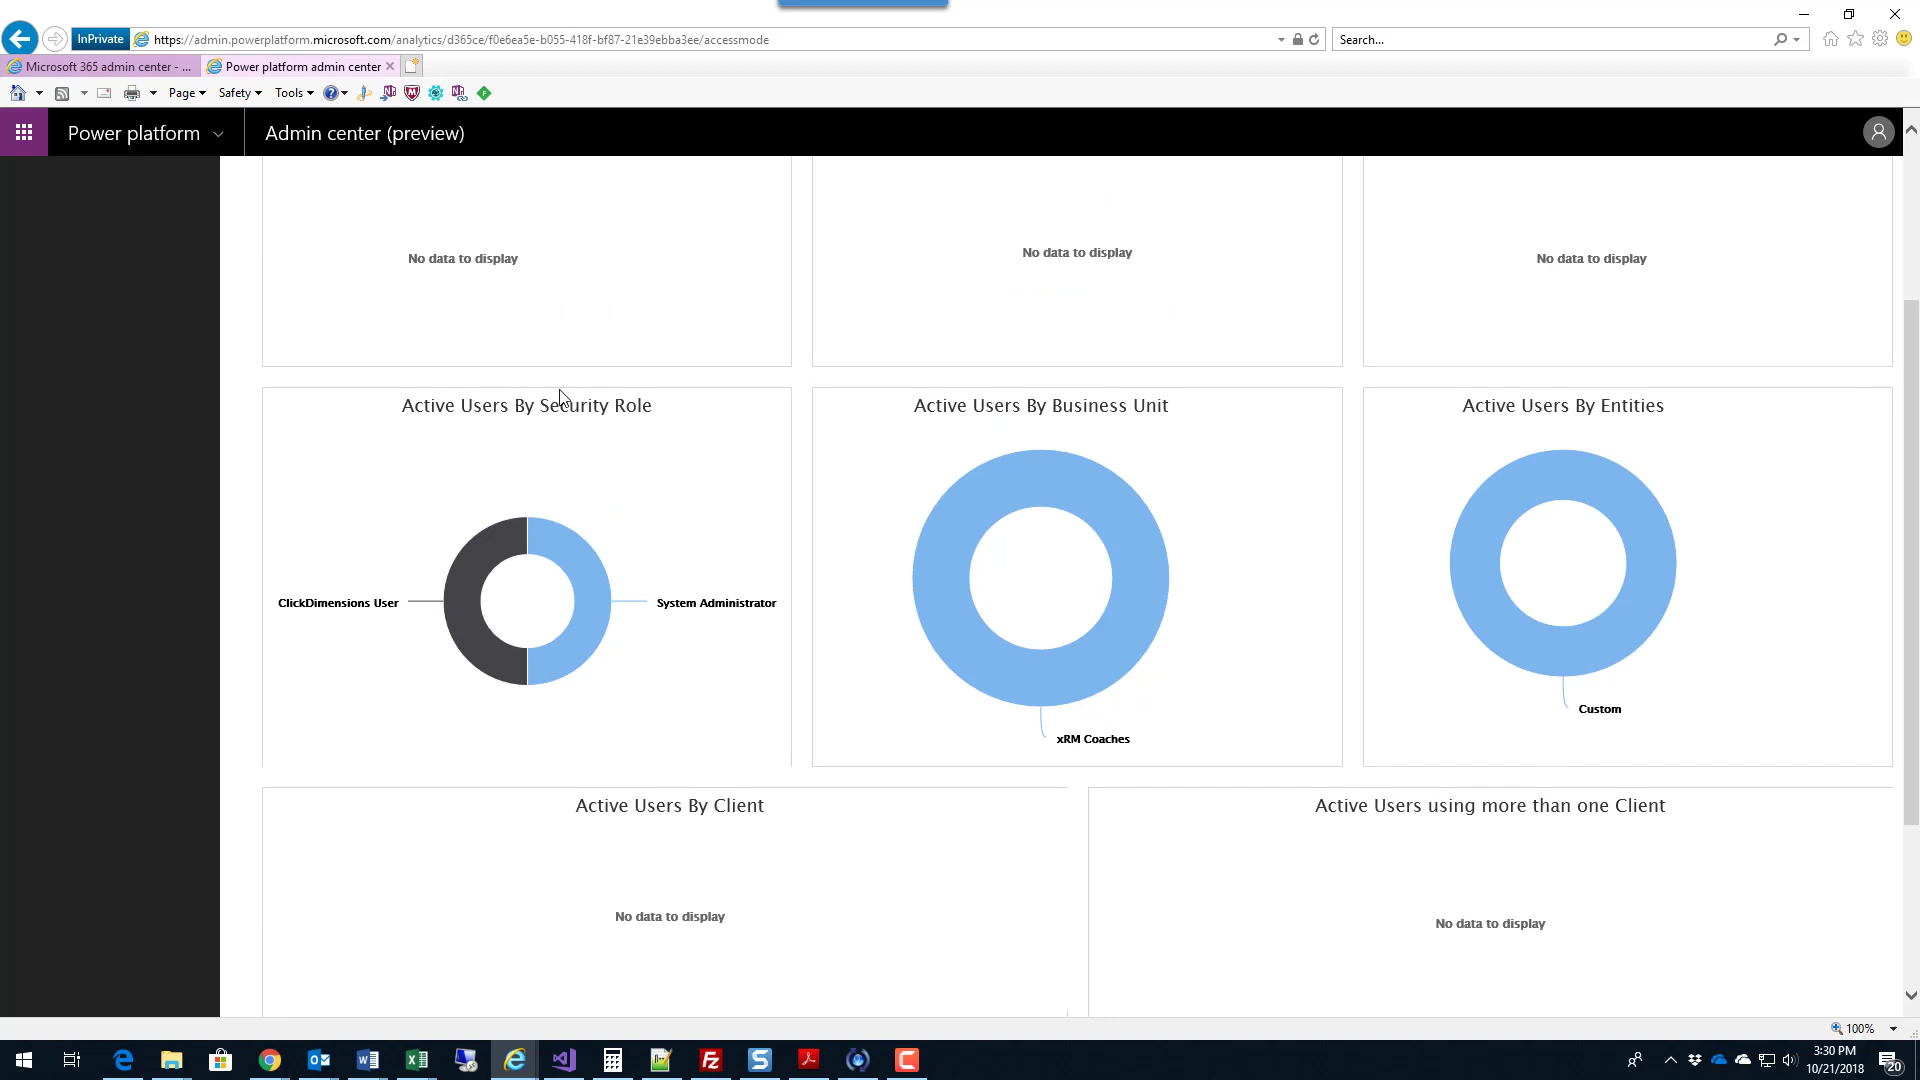 InPrivate https://admin.powerplatform.microsoft.com/analytics/d365ce/f0e6ea5e-b055-418f-bf87-21e39ebba3ee/accessmode Search...
Microsoft 365 admin center - ... Power platform admin center
Page Safety Tools
Power platform Admin center (preview)
No data to display No data to display No data to display
Active Users By Security Role Active Users By Business Unit Active Users By Entities
ClickDimensions User System Administrator
Custom
xRM Coaches
Active Users By Client Active Users using more than one Client
No data to display No data to display
100%
3:30 PM
10/21/2018
20